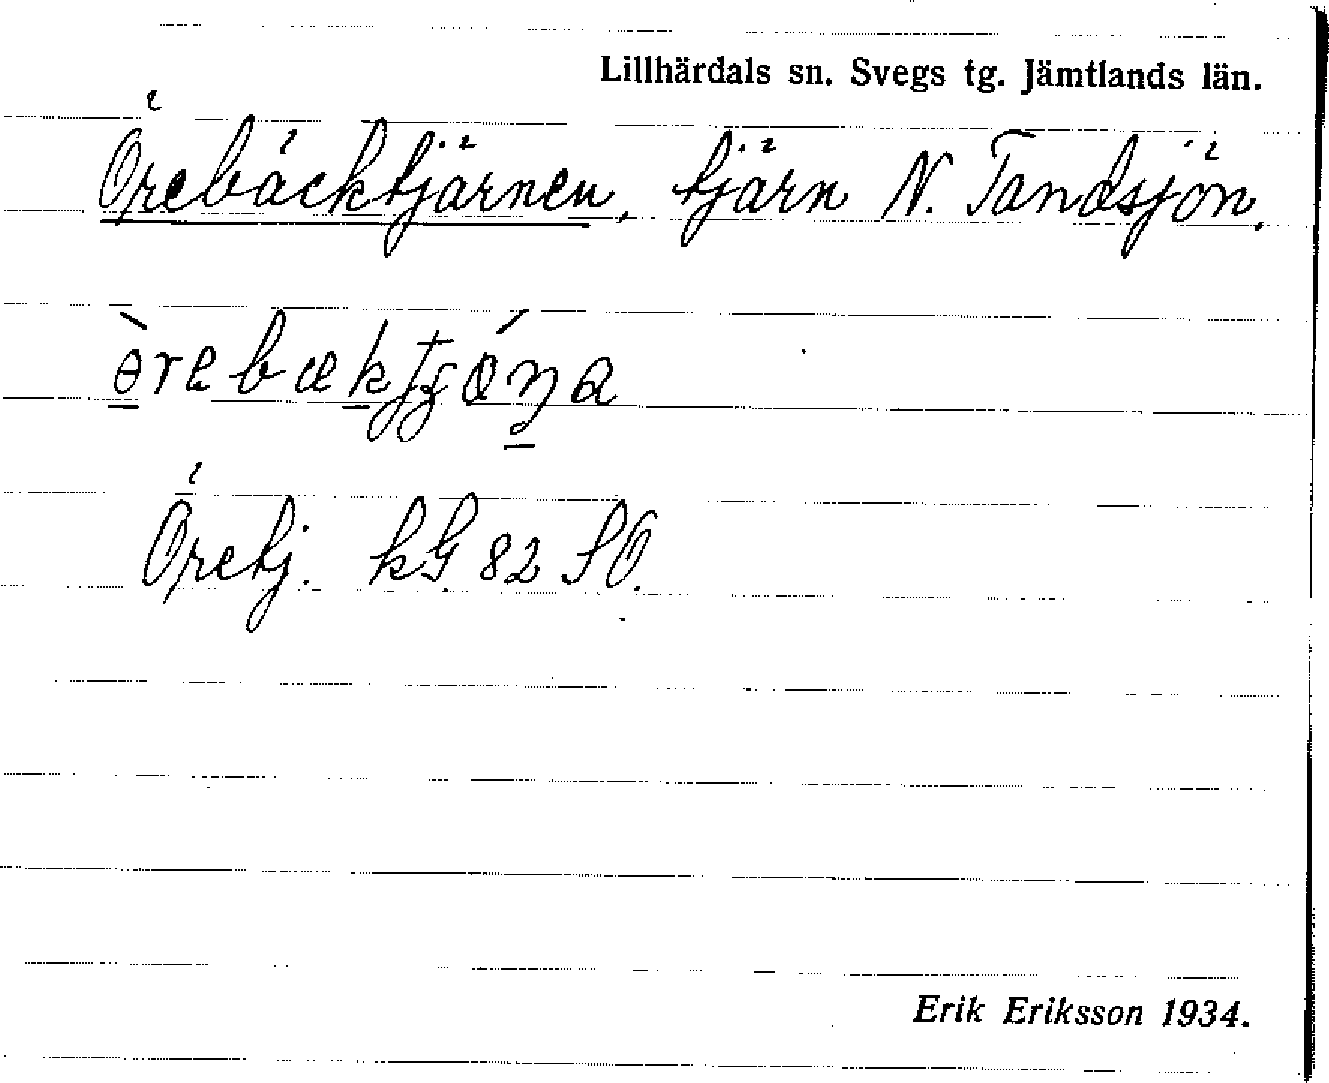 Lillhärdals sn. Svegs tg. Jämtlands län.
Örebäcktjärnen, tjärn N. Tandsjön.
Öretj. kG 82 SO.
Erik Eriksson 1934.